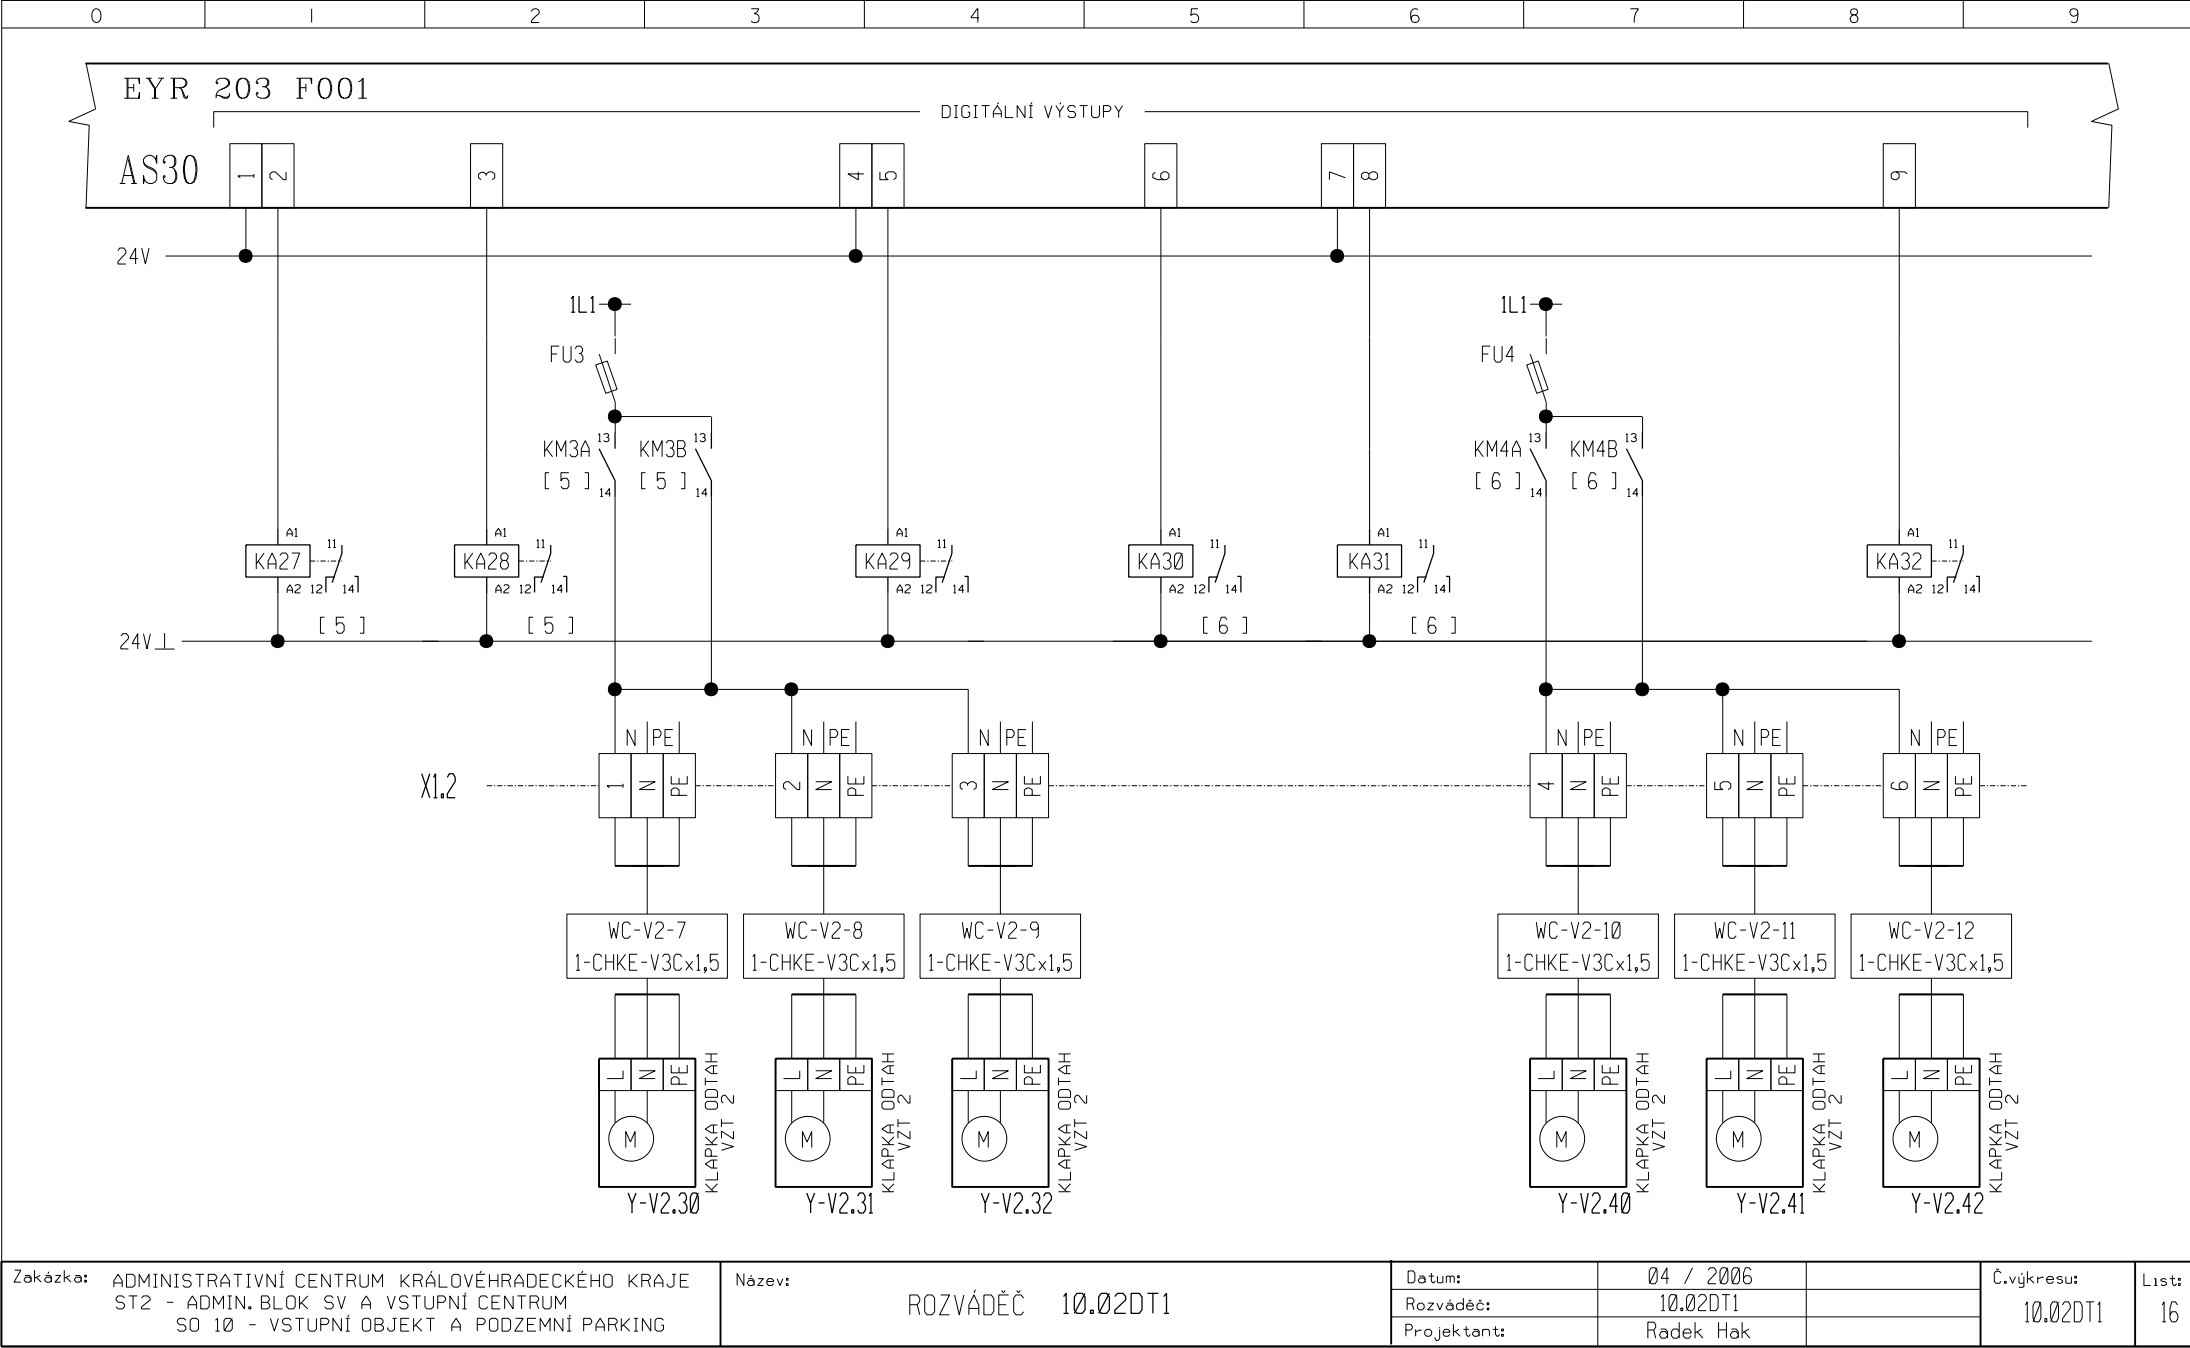 0 1 2 3 4 5 6 7 8 9
EYR 203 F001
DIGITÁLNÍ VÝSTUPY
AS30
1 2 3 4 5 6 7 8 9
24V
1L1 1L1
FU3 FU4
KM3A 13 KM3B 13 KM4A 13 KM4B 13
[ 5 ] 14 [ 5 ] 14 [ 6 ] 14 [ 6 ] 14
A1 A1 A1 A1 A1 A1
11 11 11 11 11 11
KA27 KA28 KA29 KA30 KA31 KA32
A2 12 14 A2 12 14 A2 12 14 A2 12 14 A2 12 14 A2 12 14
[ 5 ] [ 5 ] [ 6 ] [ 6 ]
24V⊥
N PE N PE N PE N PE N PE N PE
X1.2 1 N PE 2 N PE 3 N PE 4 N PE 5 N PE 6 N PE
WC-V2-7 WC-V2-8 WC-V2-9 WC-V2-10 WC-V2-11 WC-V2-12
1-CHKE-V3Cx1,5 1-CHKE-V3Cx1,5 1-CHKE-V3Cx1,5 1-CHKE-V3Cx1,5 1-CHKE-V3Cx1,5 1-CHKE-V3Cx1,5
L N PE L N PE L N PE L N PE L N PE L N PE
M M M M M M
KLAPKA ODTAH
VZT 2
KLAPKA ODTAH
VZT 2
KLAPKA ODTAH
VZT 2
KLAPKA ODTAH
VZT 2
KLAPKA ODTAH
VZT 2
KLAPKA ODTAH
VZT 2
Y-V2.30 Y-V2.31 Y-V2.32 Y-V2.40 Y-V2.41 Y-V2.42
Zakázka: ADMINISTRATIVNÍ CENTRUM KRÁLOVÉHRADECKÉHO KRAJE
ST2 - ADMIN. BLOK SV A VSTUPNÍ CENTRUM
SO 10 - VSTUPNÍ OBJEKT A PODZEMNÍ PARKING
Název:
ROZVÁDĚČ 10.02DT1
Datum: 04 / 2006
Rozváděč: 10.02DT1
Projektant: Radek Hak
Č.výkresu:
10.02DT1
List:
16